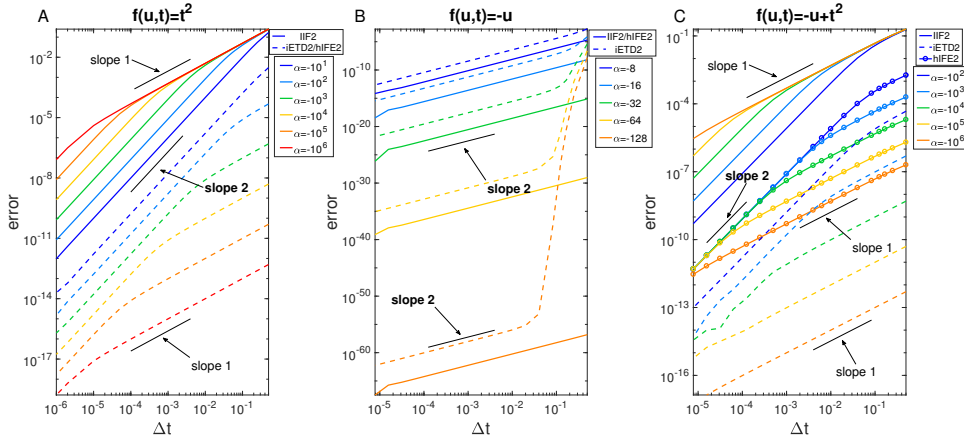 A
f(u,t)=t²
IIF2
iETD2/hIFE2
α=-10¹
α=-10²
α=-10³
α=-10⁴
α=-10⁵
α=-10⁶
slope 1
slope 2
slope 1
error
10⁻²
10⁻⁵
10⁻⁸
10⁻¹¹
10⁻¹⁴
10⁻¹⁷
10⁻⁶
10⁻⁵
10⁻⁴
10⁻³
10⁻²
10⁻¹
Δt
B
f(u,t)=-u
IIF2/hIFE2
iETD2
α=-8
α=-16
α=-32
α=-64
α=-128
slope 2
slope 2
error
10⁻¹⁰
10⁻²⁰
10⁻³⁰
10⁻⁴⁰
10⁻⁵⁰
10⁻⁶⁰
10⁻⁵
10⁻⁴
10⁻³
10⁻²
10⁻¹
Δt
C
f(u,t)=-u+t²
IIF2
iETD2
hIFE2
α=-10²
α=-10³
α=-10⁴
α=-10⁵
α=-10⁶
slope 1
slope 2
slope 1
slope 1
error
10⁻¹
10⁻⁴
10⁻⁷
10⁻¹⁰
10⁻¹³
10⁻¹⁶
10⁻⁵
10⁻⁴
10⁻³
10⁻²
10⁻¹
Δt